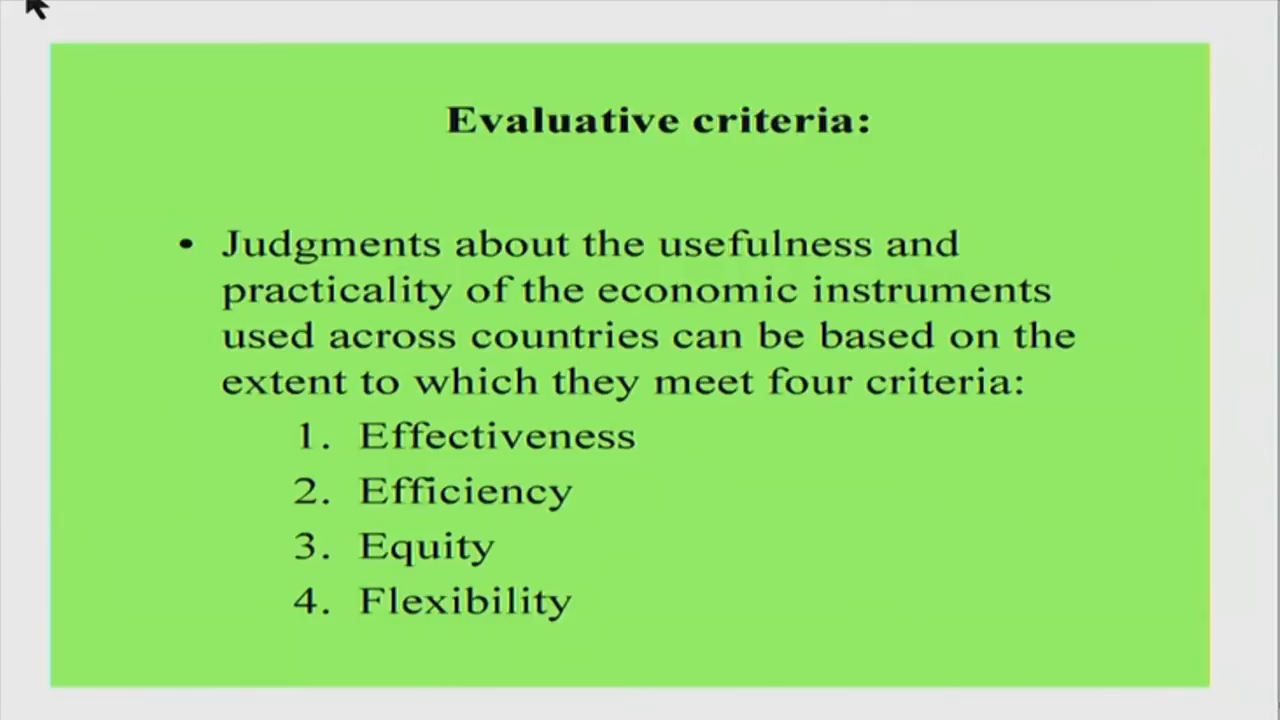 Evaluative criteria:
• Judgments about the usefulness and
practicality of the economic instruments
used across countries can be based on the
extent to which they meet four criteria:
1. Effectiveness
2. Efficiency
3. Equity
4. Flexibility